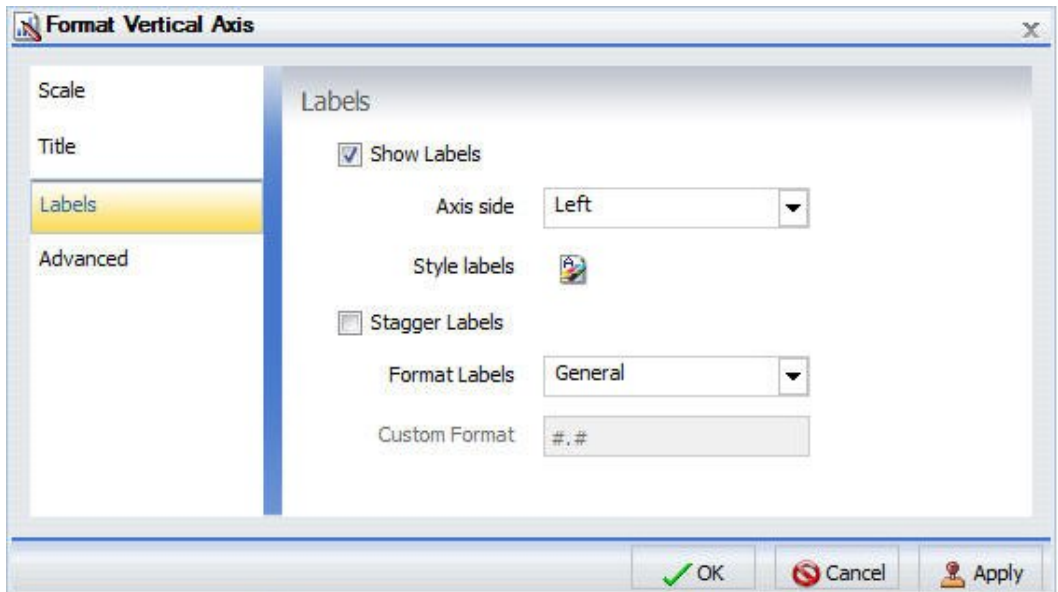 Format Vertical Axis
Scale
Title
Labels
Advanced
Labels
Show Labels
Axis side Left
Style labels
Stagger Labels
Format Labels General
Custom Format #.#
OK Cancel Apply